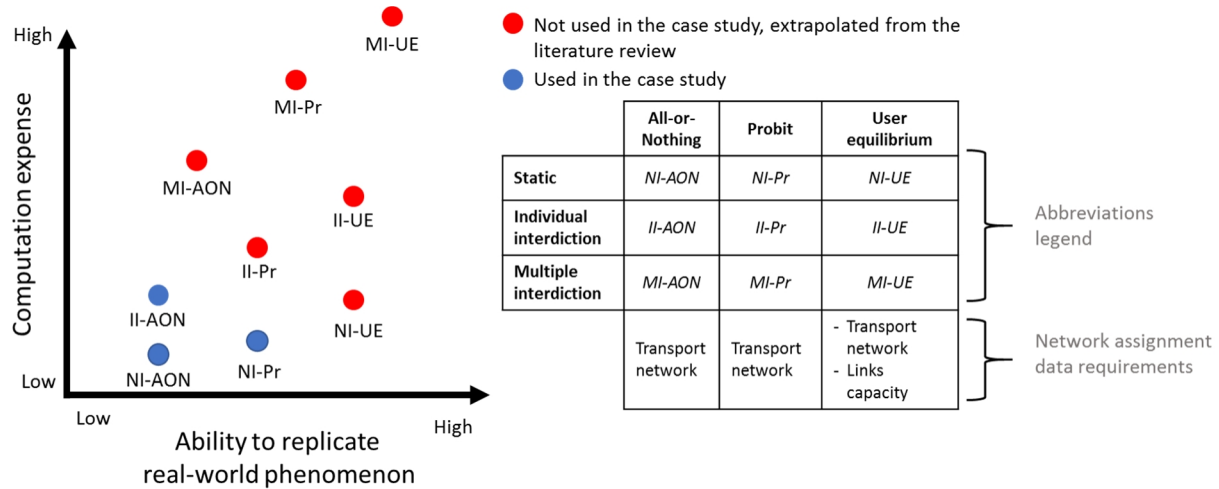 High
Computation expense
Low
MI-UE
MI-Pr
MI-AON
II-UE
II-Pr
II-AON
NI-UE
NI-Pr
NI-AON
Low
High
Ability to replicate
real-world phenomenon
Not used in the case study, extrapolated from the
literature review
Used in the case study
All-or-
Nothing
Probit
User
equilibrium
Static
NI-AON
NI-Pr
NI-UE
Individual
interdiction
II-AON
II-Pr
II-UE
Multiple
interdiction
MI-AON
MI-Pr
MI-UE
Transport
network
Transport
network
- Transport
network
- Links
capacity
Abbreviations
legend
Network assignment
data requirements